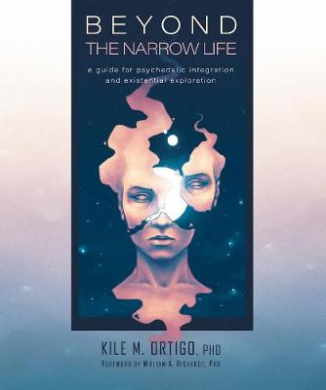 BEYOND
THE NARROW LIFE
a guide for psychedelic integration
and existential exploration
KILE M. ORTIGO, PHD
FOREWORD BY WILLIAM A. RICHARDS, PHD